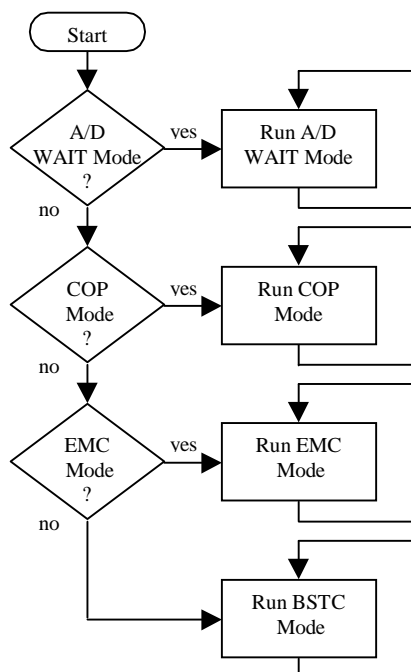 Start
A/D
WAIT Mode
?
yes
Run A/D
WAIT Mode
no
COP
Mode
?
yes
Run COP
Mode
no
EMC
Mode
?
yes
Run EMC
Mode
no
Run BSTC
Mode